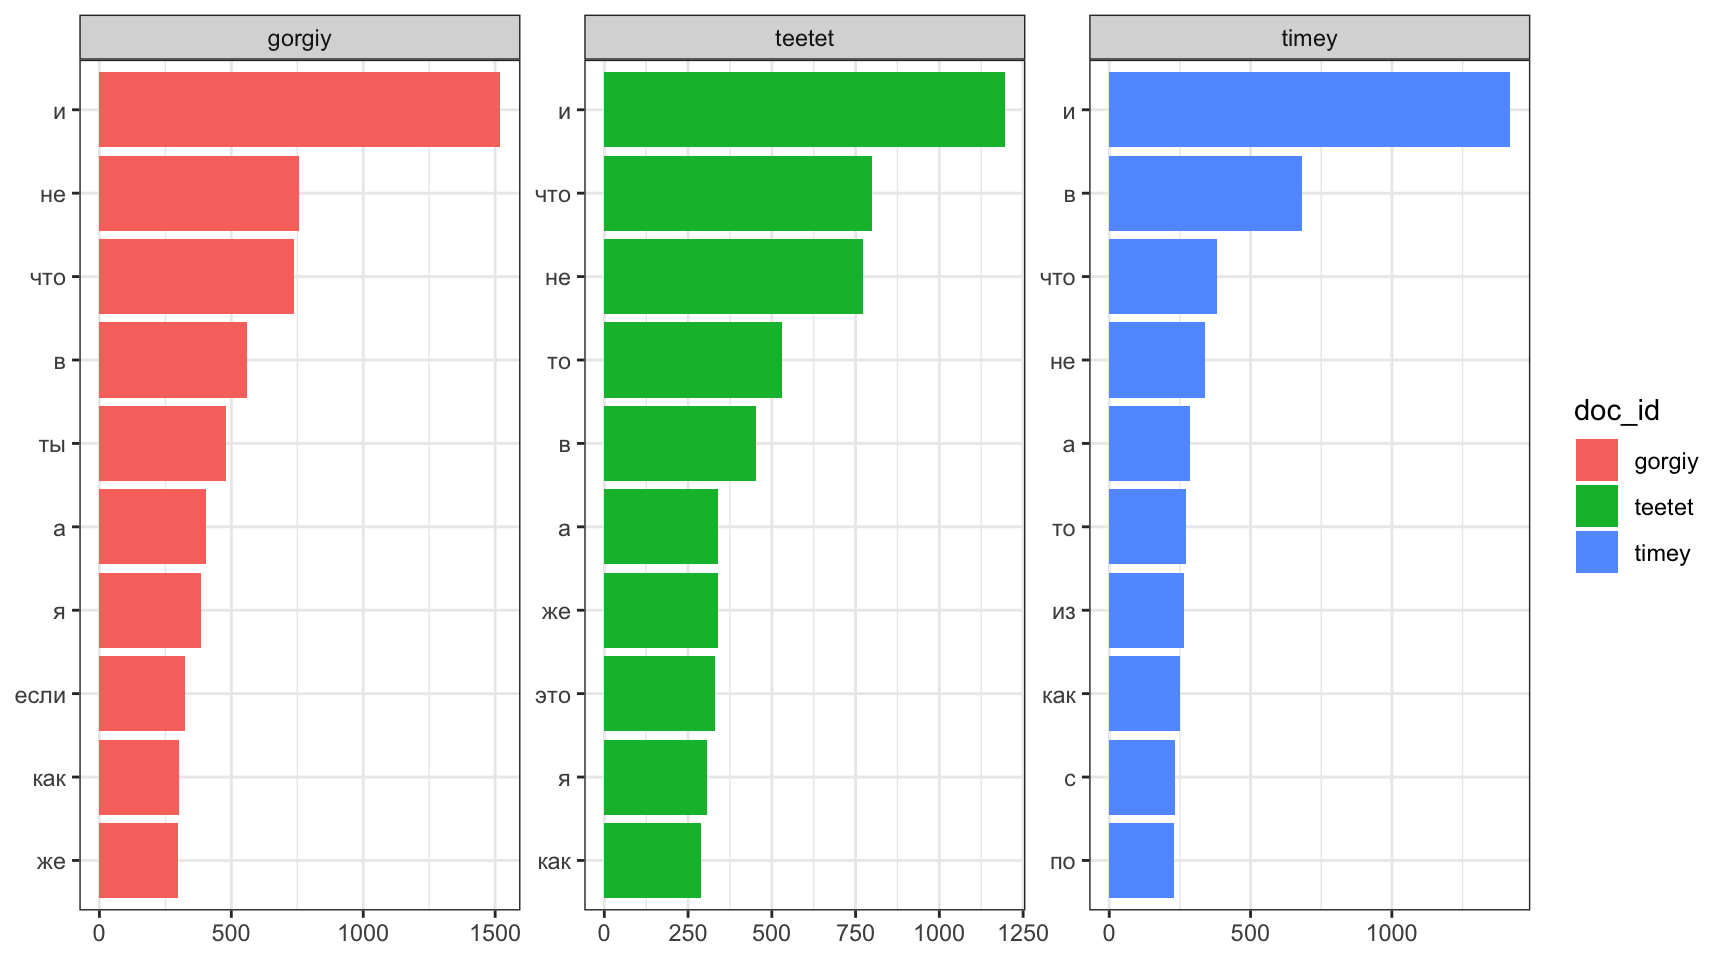 gorgiy
teetet
timey
и
не
что
в
ты
а
я
если
как
же
0 500 1000 1500
и
что
не
то
в
а
же
это
я
как
0 250 500 750 1000 1250
и
в
что
не
а
то
из
как
с
по
0 500 1000
doc_id
gorgiy
teetet
timey